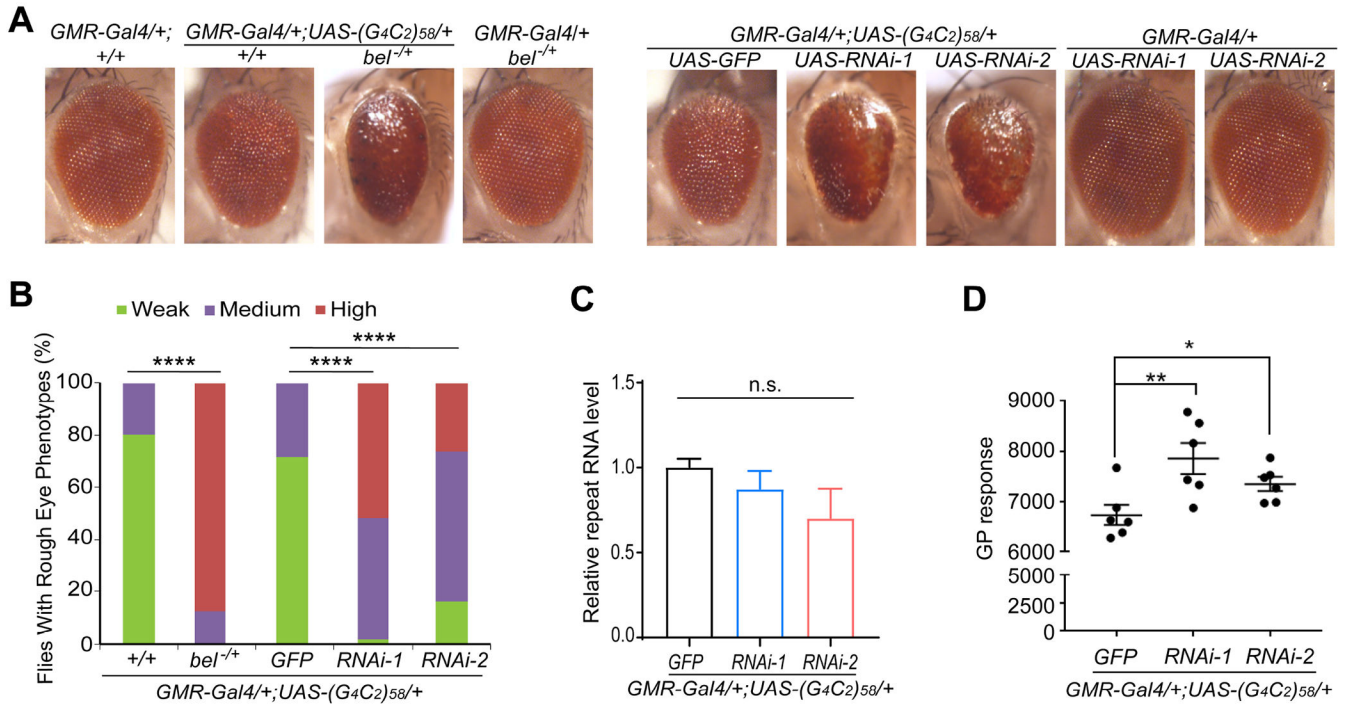 A
GMR-Gal4/+; GMR-Gal4/+;UAS-(G4C2)58/+ GMR-Gal4/+ GMR-Gal4/+;UAS-(G4C2)58/+ GMR-Gal4/+
+/+ +/+ bel-/+ bel-/+ UAS-GFP UAS-RNAi-1 UAS-RNAi-2 UAS-RNAi-1 UAS-RNAi-2
B
Weak Medium High
Flies With Rough Eye Phenotypes (%)
****
**** ****
100
80
60
40
20
0
+/+ bel-/+ GFP RNAi-1 RNAi-2
GMR-Gal4/+;UAS-(G4C2)58/+
C
Relative repeat RNA level
n.s.
1.5
1.0
0.5
0.0
GFP RNAi-1 RNAi-2
GMR-Gal4/+;UAS-(G4C2)58/+
D
GP response
*
**
9000
8000
7000
6000
5000
2500
0
GFP RNAi-1 RNAi-2
GMR-Gal4/+;UAS-(G4C2)58/+